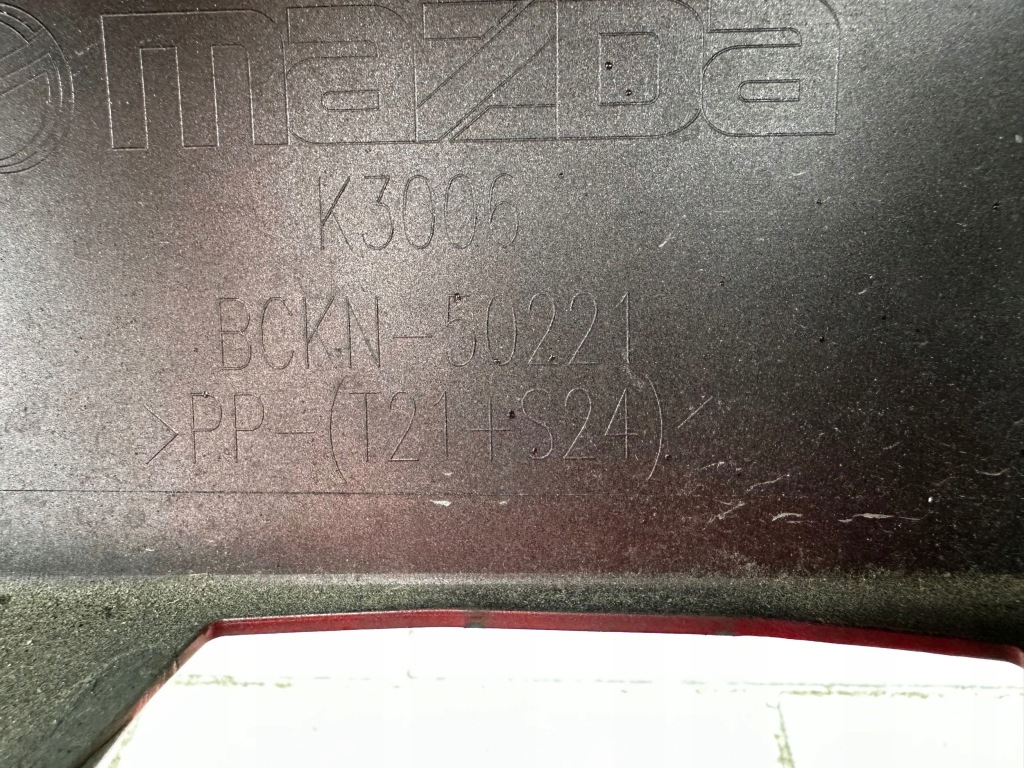 mazda
K3006
BCKN-50221
>PP-(T21+S24)<